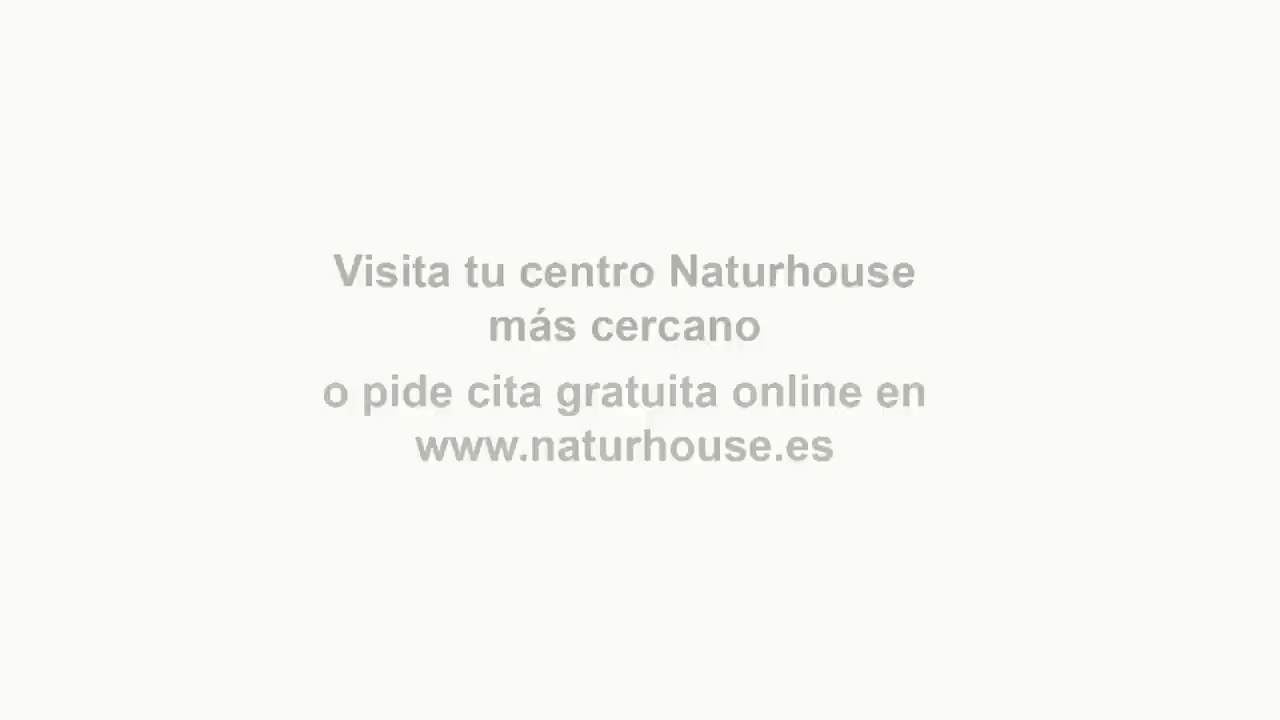 Visita tu centro Naturhouse
más cercano
o pide cita gratuita online en
www.naturhouse.es